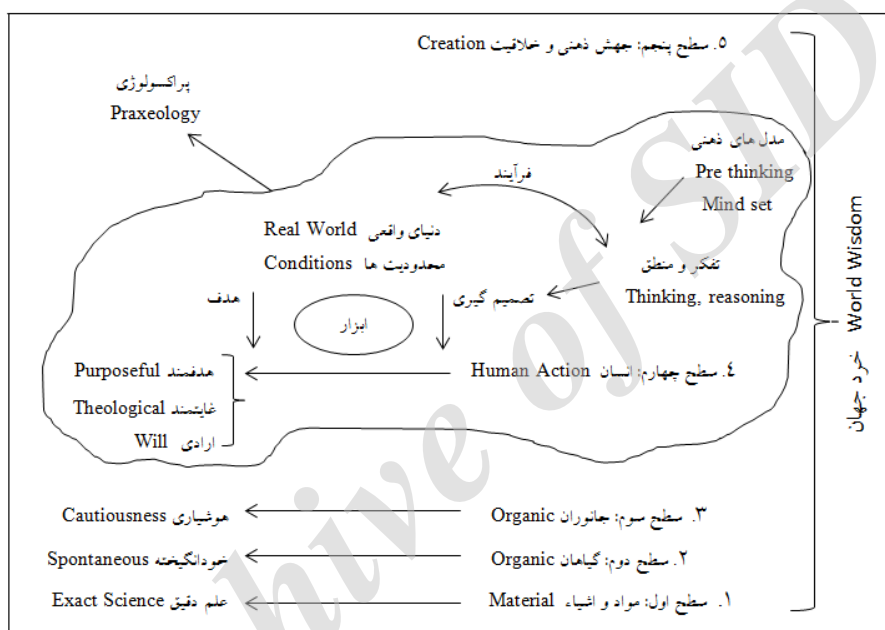 ۵. سطح پنجم: جهش ذهنی و خلاقیت Creation
پراکسولوژی
Praxeology
مدل های ذهنی
Pre thinking
Mind set
فرآیند
دنیای واقعی Real World
محدودیت ها Conditions
تفکر و منطق
Thinking, reasoning
تصمیم گیری
هدف
ابزار
۴. سطح چهارم: انسان Human Action
هدفمند Purposeful
غایتمند Theological
ارادی Will
۳. سطح سوم: جانوران Organic
هوشیاری Cautiousness
۲. سطح دوم: گیاهان Organic
خودانگیخته Spontaneous
۱. سطح اول: مواد و اشیاء Material
علم دقیق Exact Science
خرد جهان World Wisdom
hive of SID